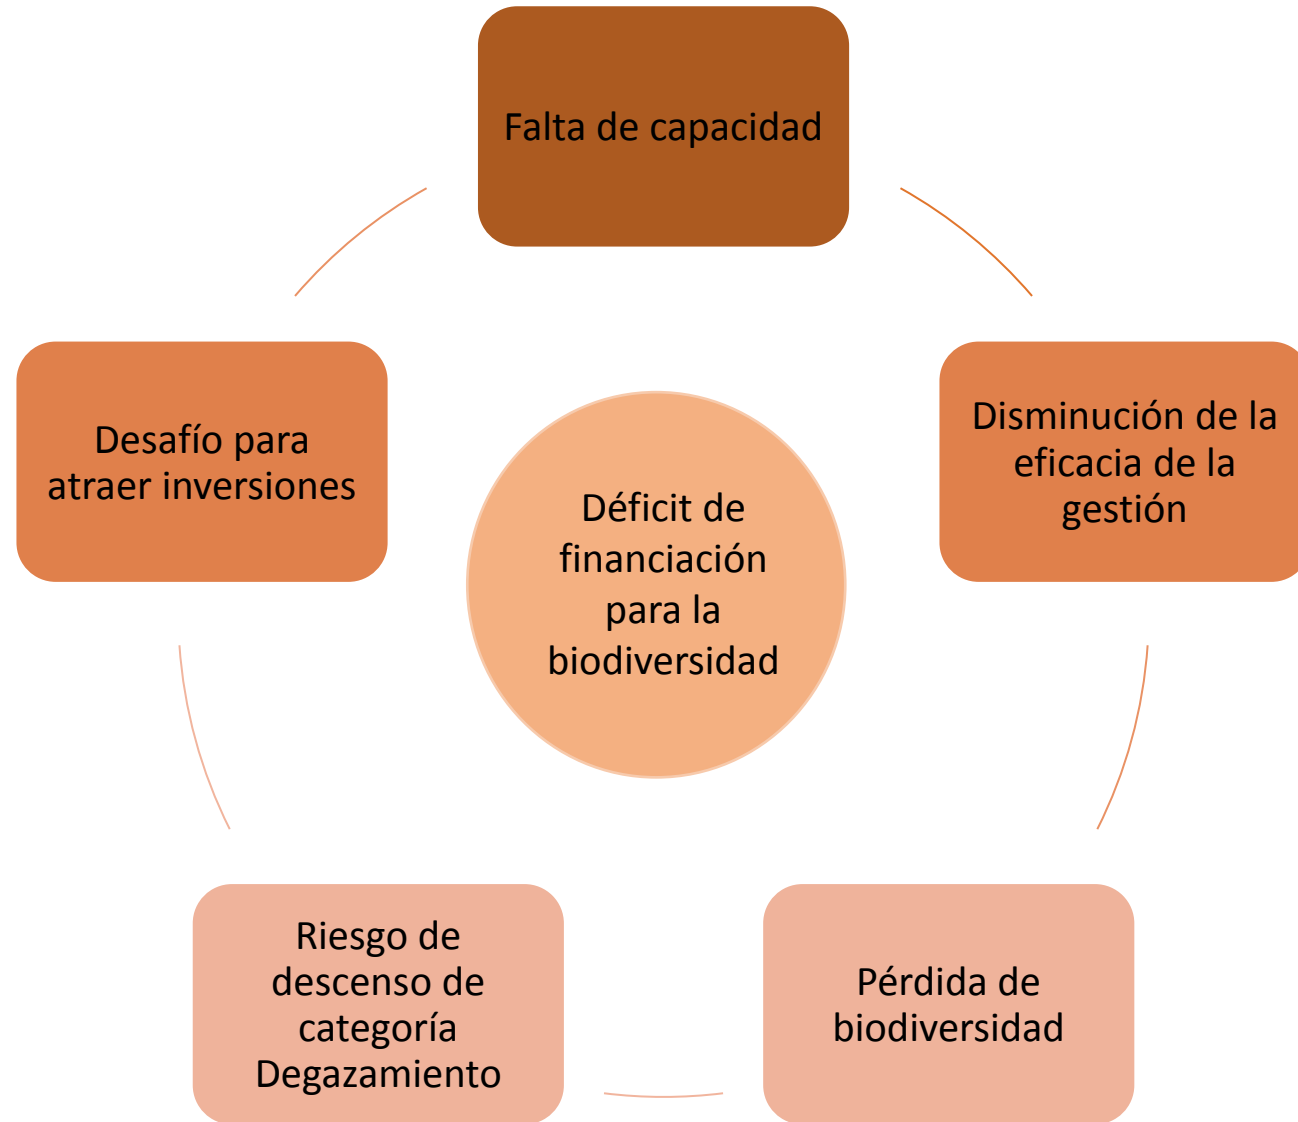 Falta de capacidad
Disminución de la
eficacia de la
gestión
Pérdida de
biodiversidad
Riesgo de
descenso de
categoría
Degazamiento
Desafío para
atraer inversiones
Déficit de
financiación
para la
biodiversidad